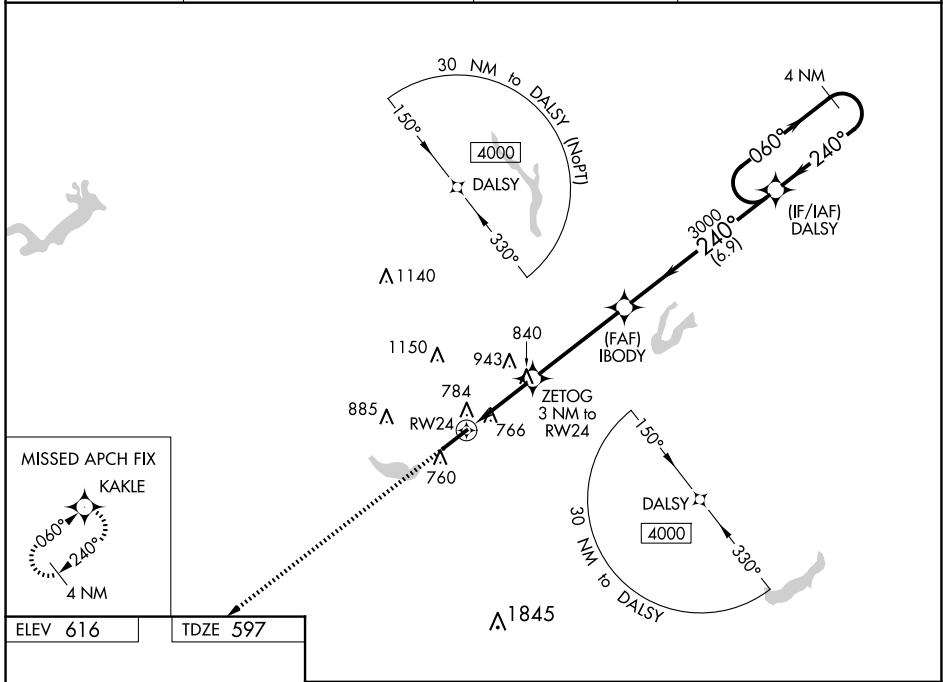 30 NM to DALSY (NoPT)
150°
4000
DALSY
330°
4 NM
060°
240°
(IF/IAF)
DALSY
3000
240°
(6.9)
1140
(FAF)
IBODY
840
1150
943
ZETOG
3 NM to
RW24
784
885
RW24
766
760
150°
DALSY
4000
330°
30 NM to DALSY
MISSED APCH FIX
KAKLE
060°
240°
4 NM
1845
ELEV 616
TDZE 597